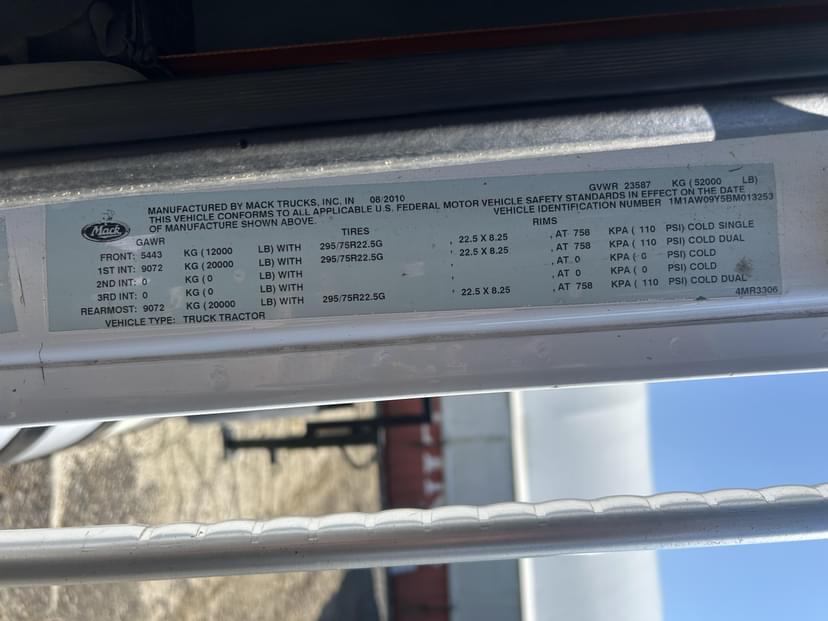 Mack
MANUFACTURED BY MACK TRUCKS, INC. IN 08/2010 GVWR 23587 KG ( 52000 LB)
THIS VEHICLE CONFORMS TO ALL APPLICABLE U.S. FEDERAL MOTOR VEHICLE SAFETY STANDARDS IN EFFECT ON THE DATE
OF MANUFACTURE SHOWN ABOVE. VEHICLE IDENTIFICATION NUMBER 1M1AW09Y5BM013253
GAWR TIRES RIMS
FRONT: 5443 KG ( 12000 LB) WITH 295/75R22.5G , 22.5 X 8.25 , AT 758 KPA ( 110 PSI) COLD SINGLE
1ST INT: 9072 KG ( 20000 LB) WITH 295/75R22.5G , 22.5 X 8.25 , AT 758 KPA ( 110 PSI) COLD DUAL
2ND INT: 0 KG ( 0 LB) WITH , , AT 0 KPA ( 0 PSI) COLD
3RD INT: 0 KG ( 0 LB) WITH , , AT 0 KPA ( 0 PSI) COLD
REARMOST: 9072 KG ( 20000 LB) WITH 295/75R22.5G , 22.5 X 8.25 , AT 758 KPA ( 110 PSI) COLD DUAL
VEHICLE TYPE: TRUCK TRACTOR 4MR3306